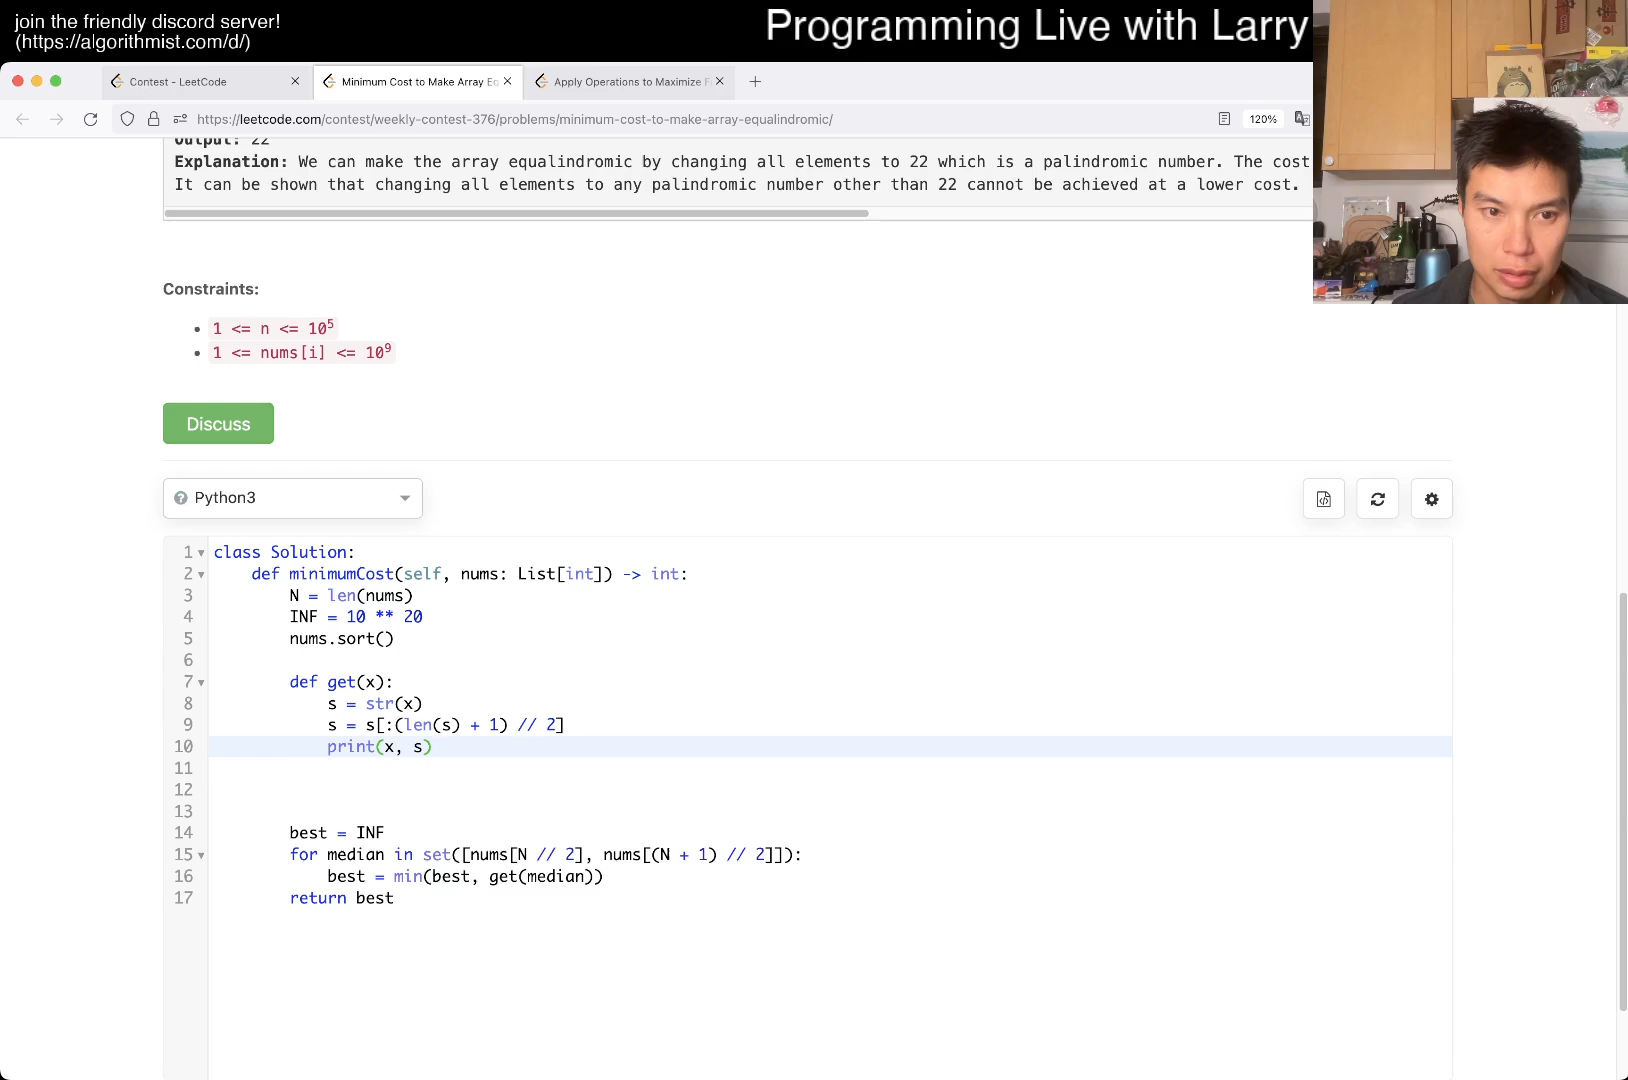 join the friendly discord server!
(https://algorithmist.com/d/)
Programming Live with Larry
Contest - LeetCode
Minimum Cost to Make Array Eq
Apply Operations to Maximize F
https://leetcode.com/contest/weekly-contest-376/problems/minimum-cost-to-make-array-equalindromic/
120%
Output: 22
Explanation: We can make the array equalindromic by changing all elements to 22 which is a palindromic number. The cost
It can be shown that changing all elements to any palindromic number other than 22 cannot be achieved at a lower cost.
Constraints:
1 <= n <= 10⁵
1 <= nums[i] <= 10⁹
Discuss
Python3
1 class Solution:
2     def minimumCost(self, nums: List[int]) -> int:
3         N = len(nums)
4         INF = 10 ** 20
5         nums.sort()
6
7         def get(x):
8             s = str(x)
9             s = s[:(len(s) + 1) // 2]
10             print(x, s)
11
12
13
14         best = INF
15         for median in set([nums[N // 2], nums[(N + 1) // 2]]):
16             best = min(best, get(median))
17         return best